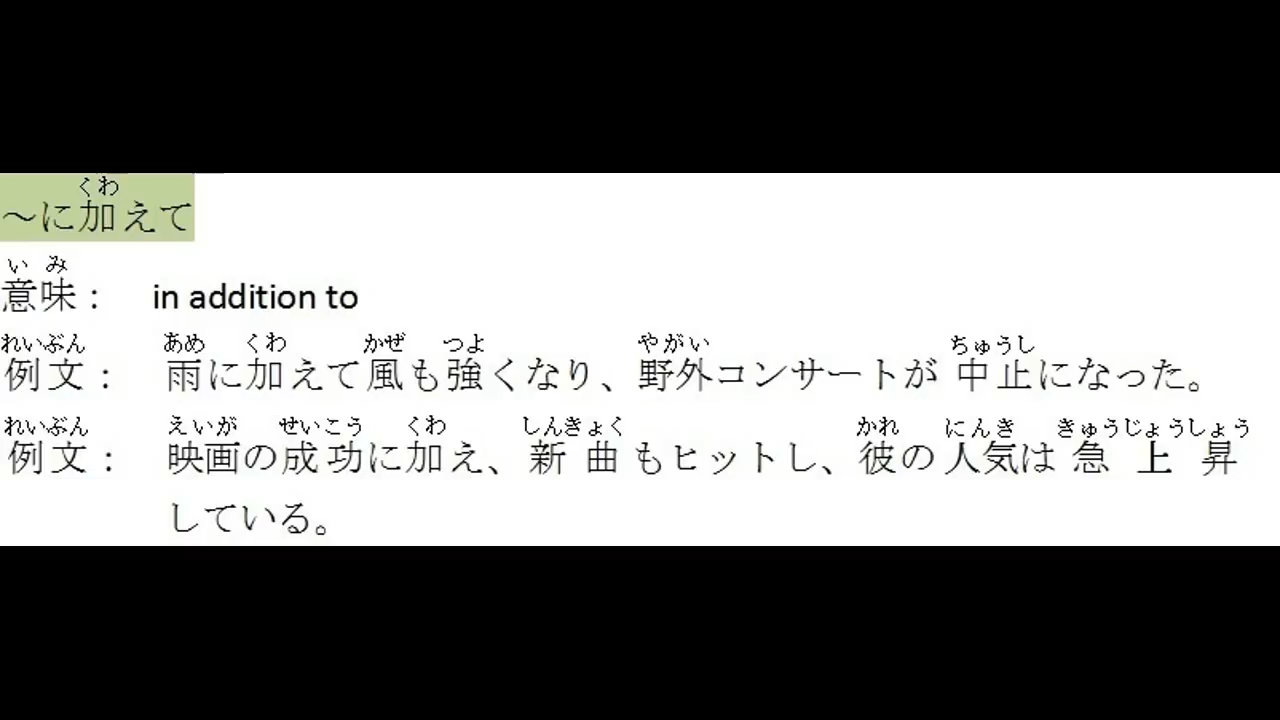 くわ
～に加えて
いみ
意味： in addition to
れいぶん あめ くわ かぜ つよ やがい ちゅうし
例文： 雨に加えて風も強くなり、野外コンサートが中止になった。
れいぶん えいが せいこう くわ しんきょく かれ にんき きゅうじょうしょう
例文： 映画の成功に加え、新曲もヒットし、彼の人気は急上昇
している。